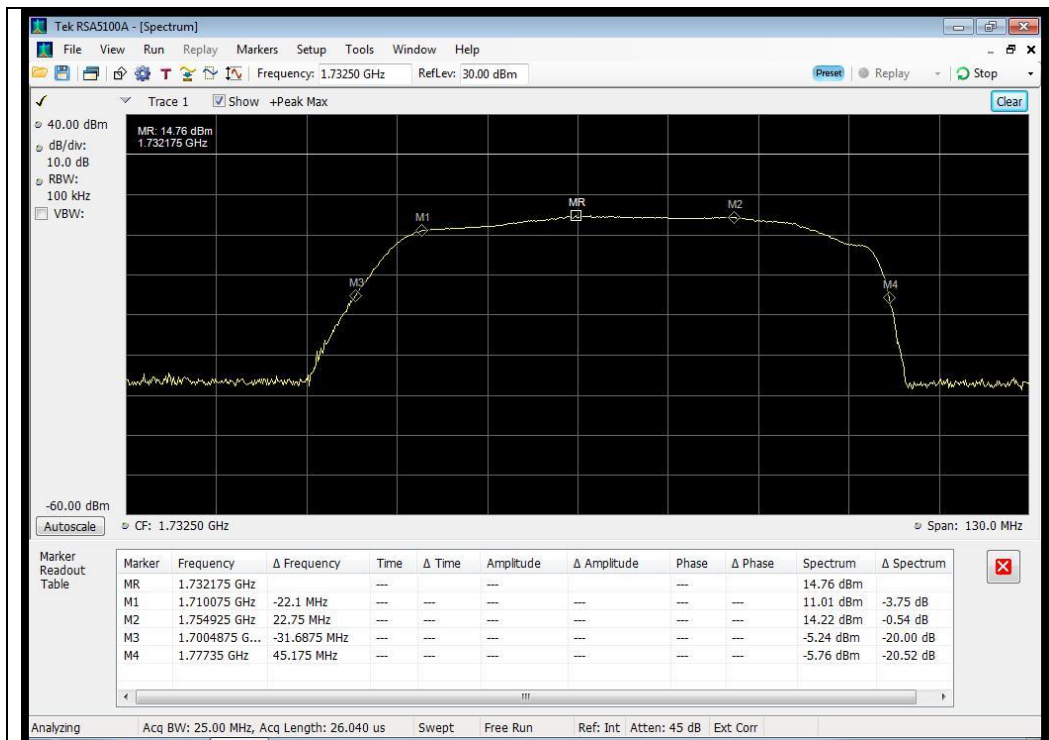 Tek RSA5100A - [Spectrum]
File View Run Replay Markers Setup Tools Window Help
Frequency: 1.73250 GHz RefLev: 30.00 dBm Preset Replay Stop
Trace 1 Show +Peak Max Clear
40.00 dBm
dB/div:
10.0 dB
RBW:
100 kHz
VBW:
MR: 14.76 dBm
1.732175 GHz
M3
M1
MR
M2
M4
-60.00 dBm
Autoscale CF: 1.73250 GHz Span: 130.0 MHz
Marker
Readout
Table
Marker Frequency Δ Frequency Time Δ Time Amplitude Δ Amplitude Phase Δ Phase Spectrum Δ Spectrum
MR 1.732175 GHz --- --- --- 14.76 dBm
M1 1.710075 GHz -22.1 MHz --- --- --- --- --- --- 11.01 dBm -3.75 dB
M2 1.754925 GHz 22.75 MHz --- --- --- --- --- --- 14.22 dBm -0.54 dB
M3 1.7004875 G... -31.6875 MHz --- --- --- --- --- --- -5.24 dBm -20.00 dB
M4 1.77735 GHz 45.175 MHz --- --- --- --- --- --- -5.76 dBm -20.52 dB
Analyzing Acq BW: 25.00 MHz, Acq Length: 26.040 us Swept Free Run Ref: Int Atten: 45 dB Ext Corr